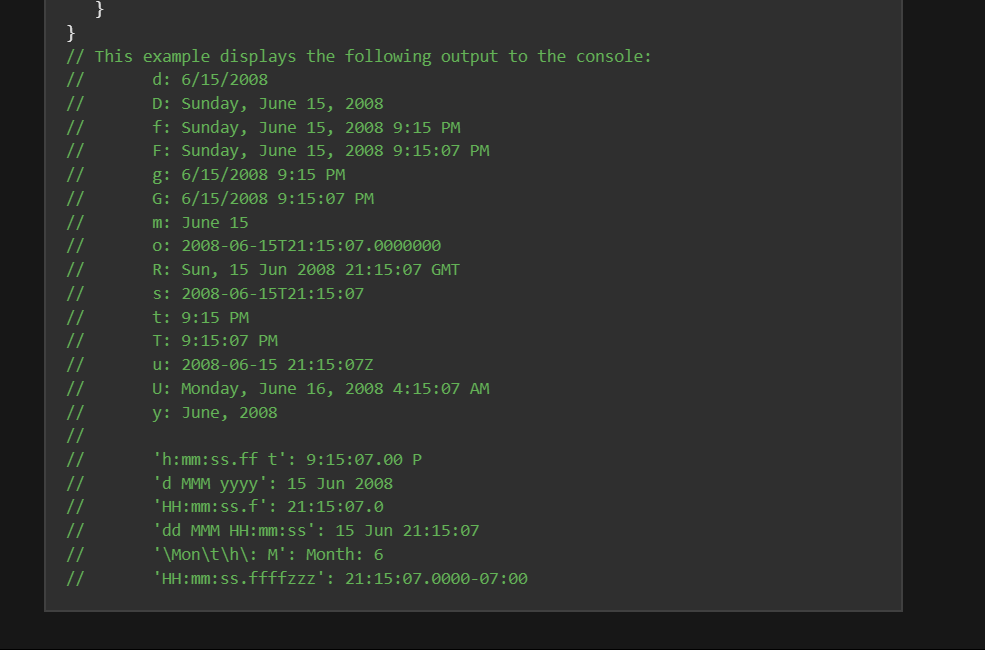 }
}
// This example displays the following output to the console:
//       d: 6/15/2008
//       D: Sunday, June 15, 2008
//       f: Sunday, June 15, 2008 9:15 PM
//       F: Sunday, June 15, 2008 9:15:07 PM
//       g: 6/15/2008 9:15 PM
//       G: 6/15/2008 9:15:07 PM
//       m: June 15
//       o: 2008-06-15T21:15:07.0000000
//       R: Sun, 15 Jun 2008 21:15:07 GMT
//       s: 2008-06-15T21:15:07
//       t: 9:15 PM
//       T: 9:15:07 PM
//       u: 2008-06-15 21:15:07Z
//       U: Monday, June 16, 2008 4:15:07 AM
//       y: June, 2008
//
//       'h:mm:ss.ff t': 9:15:07.00 P
//       'd MMM yyyy': 15 Jun 2008
//       'HH:mm:ss.f': 21:15:07.0
//       'dd MMM HH:mm:ss': 15 Jun 21:15:07
//       '\Mon\t\h\: M': Month: 6
//       'HH:mm:ss.ffffzzz': 21:15:07.0000-07:00